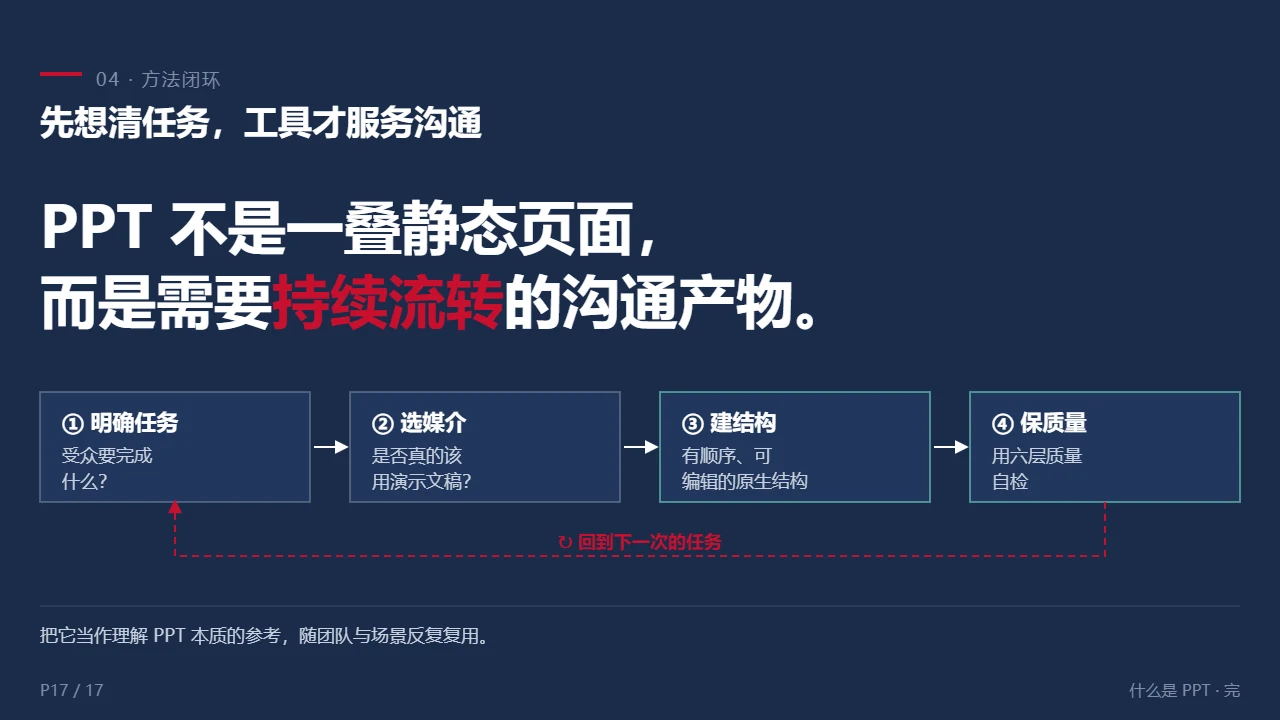 04 · 方法闭环
先想清任务，工具才服务沟通
PPT 不是一叠静态页面，
而是需要持续流转的沟通产物。
① 明确任务
受众要完成
什么？
② 选媒介
是否真的该
用演示文稿？
③ 建结构
有顺序、可
编辑的原生结构
④ 保质量
用六层质量
自检
↻ 回到下一次的任务
把它当作理解 PPT 本质的参考，随团队与场景反复复用。
P17 / 17
什么是 PPT · 完